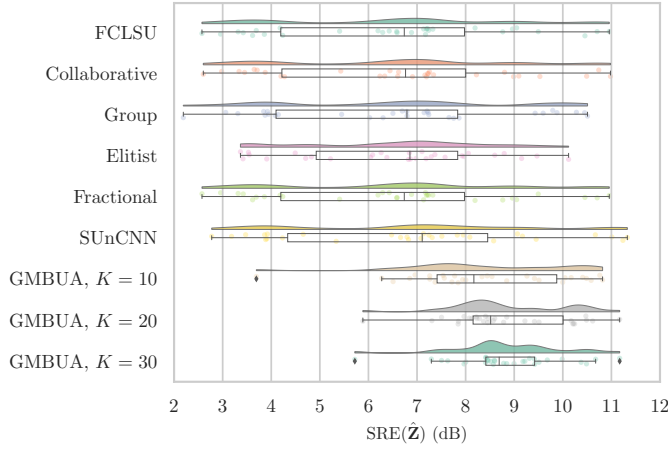 FCLSU
Collaborative
Group
Elitist
Fractional
SUnCNN
GMBUA, K = 10
GMBUA, K = 20
GMBUA, K = 30
2 3 4 5 6 7 8 9 10 11 12
SRE(Ẑ) (dB)